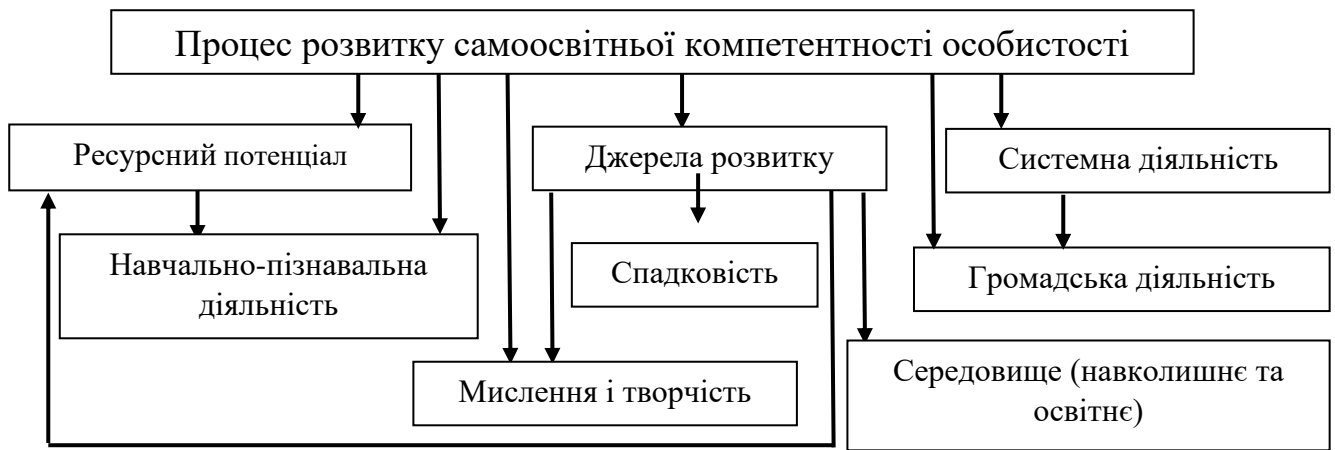 Процес розвитку самоосвітньої компетентності особистості
Ресурсний потенціал
Джерела розвитку
Системна діяльність
Навчально-пізнавальна
діяльність
Спадковість
Громадська діяльність
Мислення і творчість
Середовище (навколишнє та
освітнє)